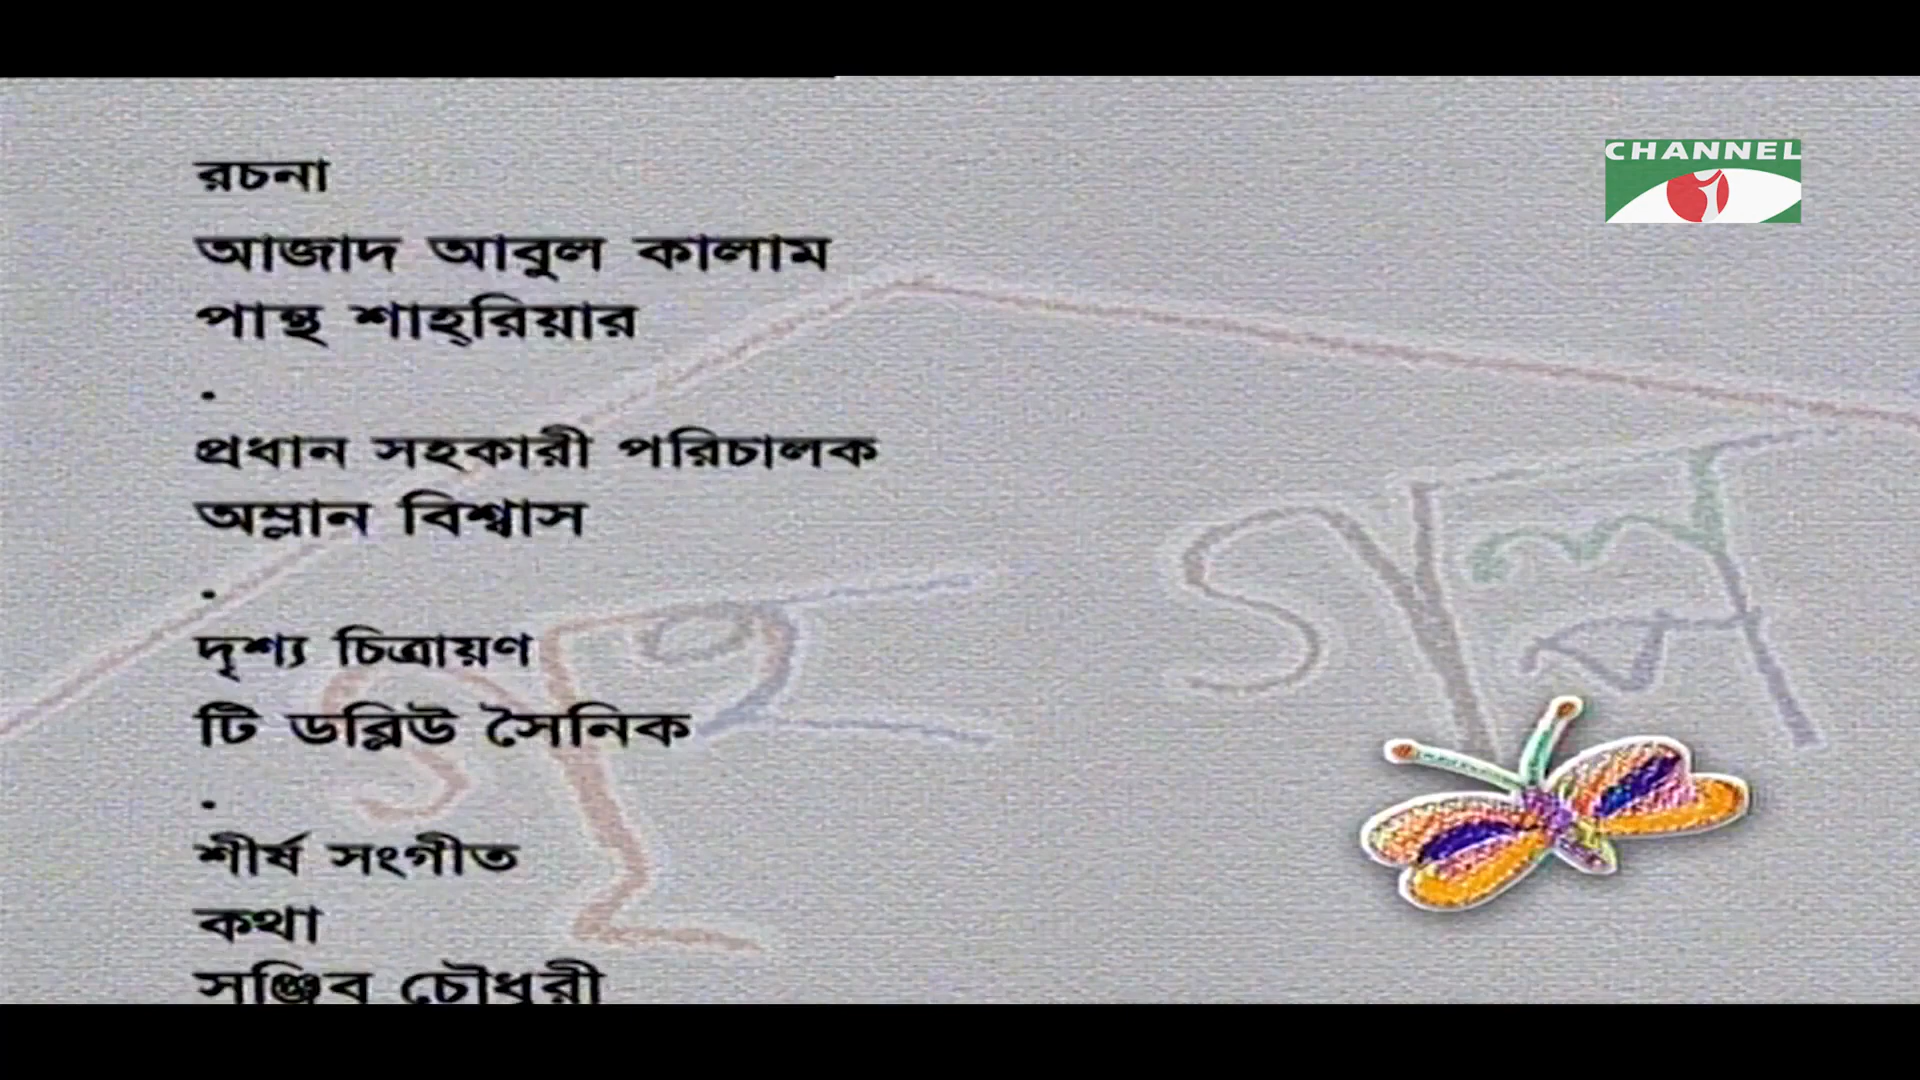 রচনা
আজাদ আবুল কালাম
পান্থ শাহ্‌রিয়ার
.
প্রধান সহকারী পরিচালক
অম্লান বিশ্বাস
.
দৃশ্য চিত্রায়ণ
টি ডব্লিউ সৈনিক
.
শীর্ষ সংগীত
কথা
সঞ্জিব চৌধুরী
CHANNEL
i